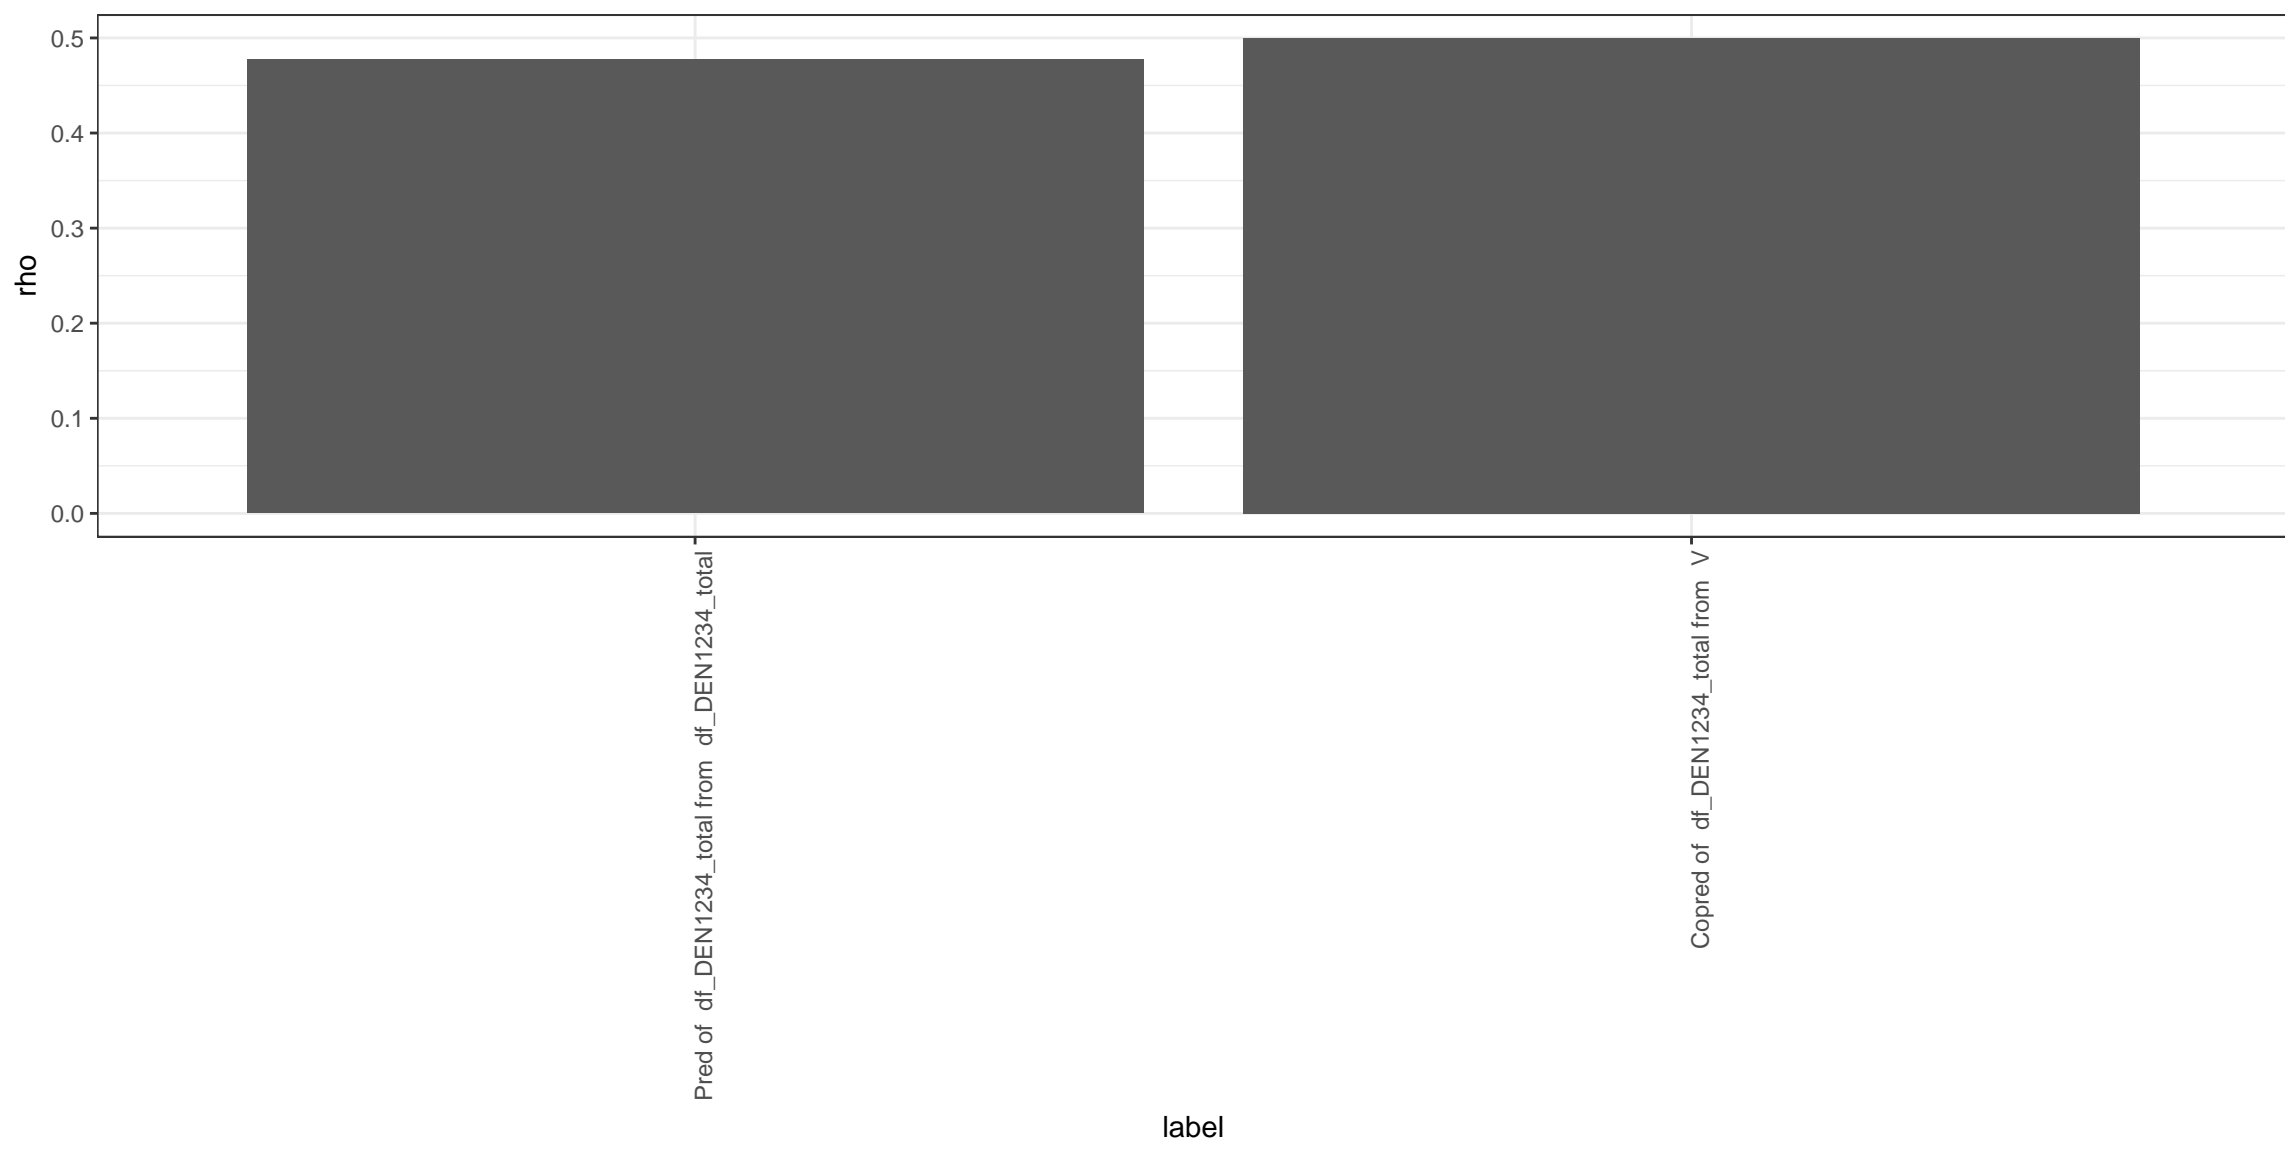 0.5
0.4
0.3
0.2
0.1
0.0
rho
Pred of  df_DEN1234_total from  df_DEN1234_total
Copred of  df_DEN1234_total from  V
label